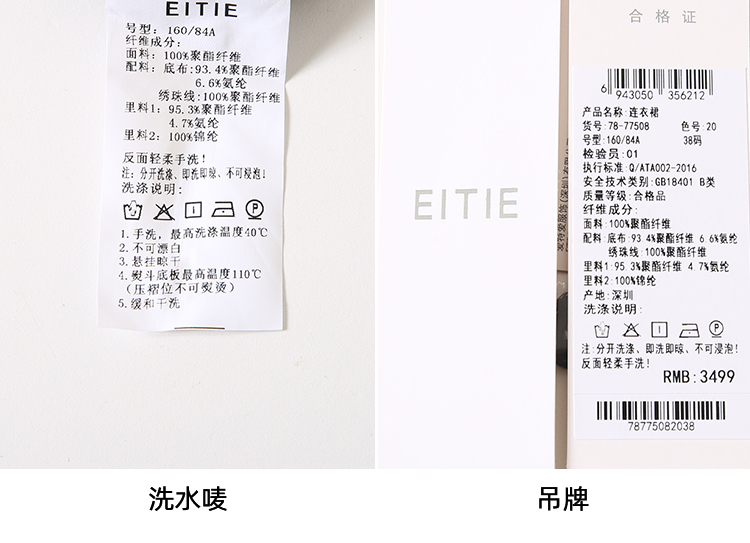 EITIE
号型: 160/84A
纤维成分:
面料: 100%聚酯纤维
配料: 底布:93.4%聚酯纤维
6.6%氨纶
绣珠线:100%聚酯纤维
里料1: 95.3%聚酯纤维
4.7%氨纶
里料2: 100%锦纶
反面轻柔手洗!
注: 分开洗涤、即洗即晾、不可浸泡!
洗涤说明:
1.手洗,最高洗涤温度40℃
2.不可漂白
3.悬挂晾干
4.熨斗底板最高温度110℃
(压褶位不可熨烫)
5.缓和干洗
洗水唛
EITIE
合格证
6 943050 356212
产品名称:连衣裙
货号:78-77508 色号:20
号型:160/84A 38码
检验员:01
执行标准:Q/ATA002-2016
安全技术类别:GB18401 B类
质量等级:合格品
纤维成分:
面料:100%聚酯纤维
配料: 底布:93.4%聚酯纤维 6.6%氨纶
绣珠线:100%聚酯纤维
里料1:95.3%聚酯纤维 4.7%氨纶
里料2:100%锦纶
产地:深圳
洗涤说明:
注:分开洗涤、即洗即晾、不可浸泡!
反面轻柔手洗!
RMB:3499
78775082038
吊牌